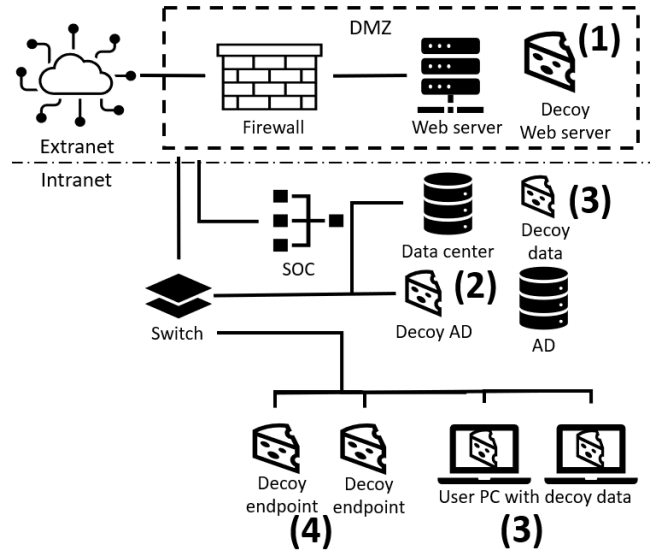 DMZ
(1)
Firewall
Web server
Decoy
Web server
Extranet
Intranet
SOC
Data center
(3)
Decoy
data
Switch
(2)
Decoy AD
AD
Decoy
endpoint
Decoy
endpoint
(4)
User PC with decoy data
(3)